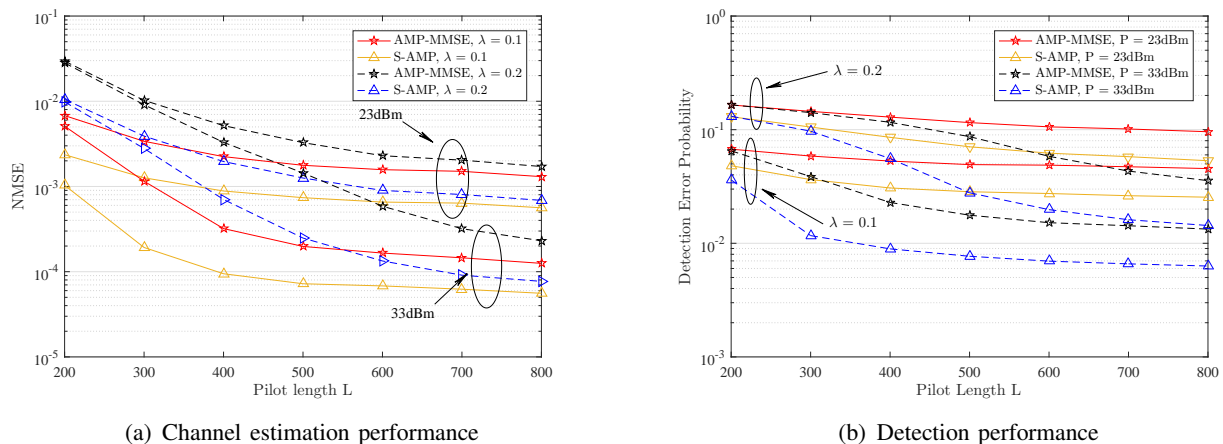 10^-1
AMP-MMSE, λ = 0.1
S-AMP, λ = 0.1
AMP-MMSE, λ = 0.2
S-AMP, λ = 0.2
10^-2
23dBm
NMSE
10^-3
10^-4
33dBm
10^-5
200 300 400 500 600 700 800
Pilot length L
(a) Channel estimation performance
10^0
AMP-MMSE, P = 23dBm
S-AMP, P = 23dBm
AMP-MMSE, P = 33dBm
S-AMP, P = 33dBm
λ = 0.2
10^-1
Detection Error Probability
λ = 0.1
10^-2
10^-3
200 300 400 500 600 700 800
Pilot Length L
(b) Detection performance